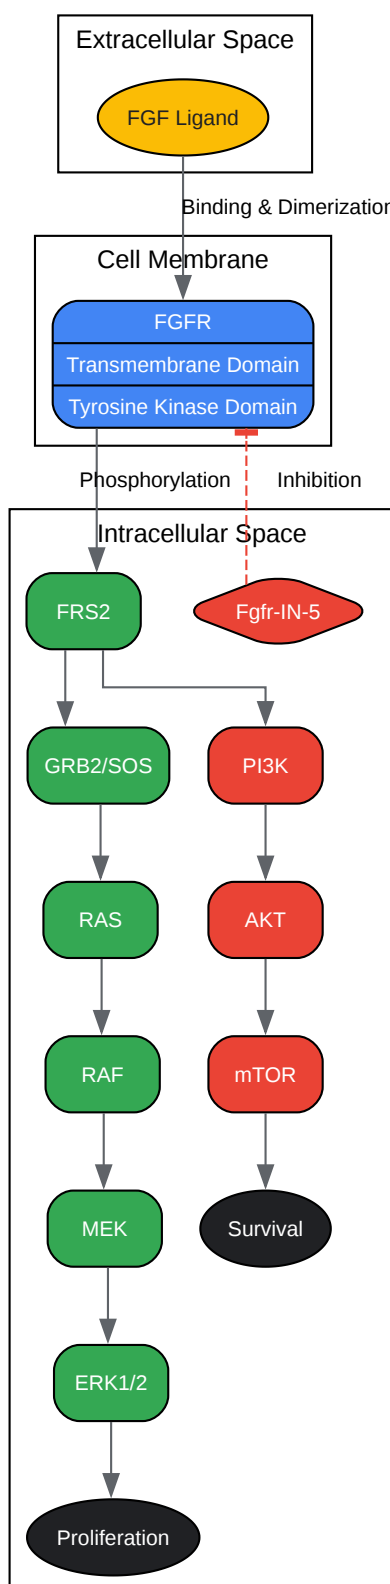 Extracellular Space
FGF Ligand
Binding & Dimerization
Cell Membrane
FGFR
Transmembrane Domain
Tyrosine Kinase Domain
Phosphorylation
Inhibition
Intracellular Space
FRS2
Fgfr-IN-5
GRB2/SOS
PI3K
RAS
AKT
RAF
mTOR
MEK
Survival
ERK1/2
Proliferation